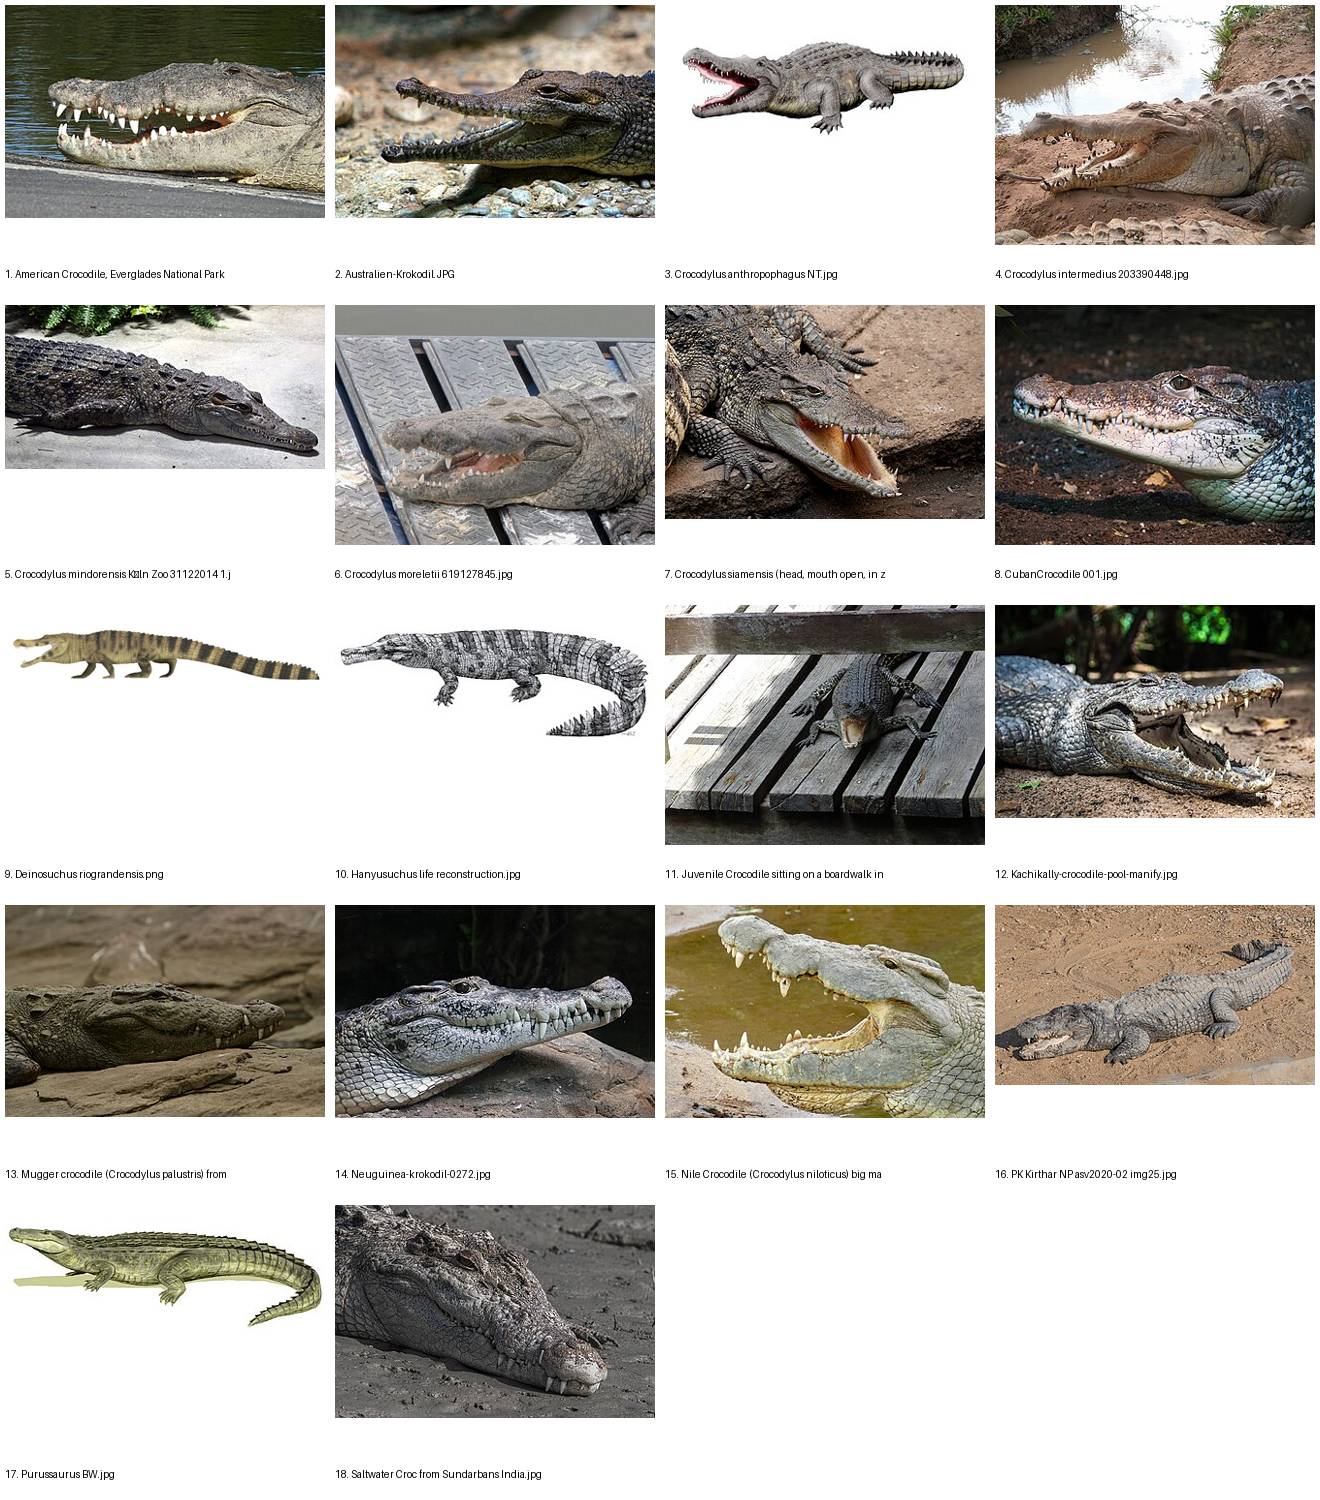 1. American Crocodile, Everglades National Park
2. Australien-Krokodil.JPG
3. Crocodylus anthropophagus NT.jpg
4. Crocodylus intermedius 203390448.jpg
5. Crocodylus mindorensis K ln Zoo 31122014 1.j
6. Crocodylus moreletii 619127845.jpg
7. Crocodylus siamensis (head, mouth open, in z
8. CubanCrocodile 001.jpg
9. Deinosuchus riograndensis.png
10. Hanyusuchus life reconstruction.jpg
11. Juvenile Crocodile sitting on a boardwalk in
12. Kachikally-crocodile-pool-manify.jpg
13. Mugger crocodile (Crocodylus palustris) from
14. Neuguinea-krokodil-0272.jpg
15. Nile Crocodile (Crocodylus niloticus) big ma
16. PK Kirthar NP asv2020-02 img25.jpg
17. Purussaurus BW.jpg
18. Saltwater Croc from Sundarbans India.jpg